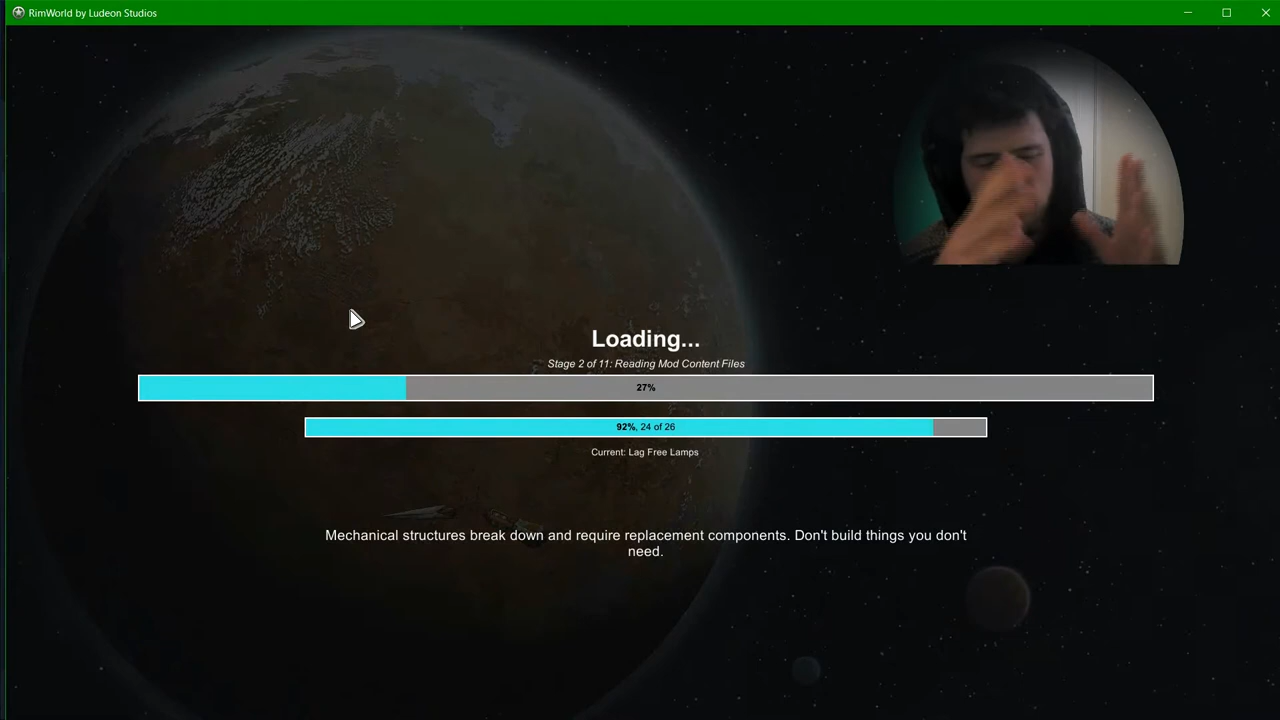 RimWorld by Ludeon Studios
Loading...
Stage 2 of 11: Reading Mod Content Files
27%
92%, 24 of 26
Current: Lag Free Lamps
Mechanical structures break down and require replacement components. Don't build things you don't
need.